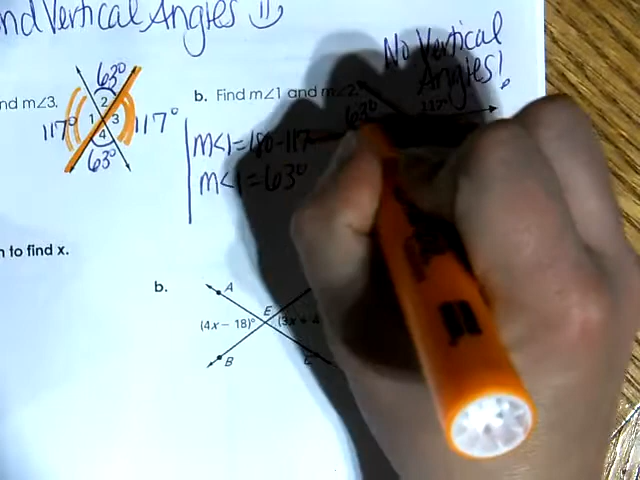 nd Vertical Angles
No Vertical
Angles!
nd m∠3.
63°
2
1
3
4
117°
117°
63°
b. Find m∠1 and m∠2.
63°
m<1=180-117
m<1=63°
n to find x.
b.
A
E
(4x − 18)°
B